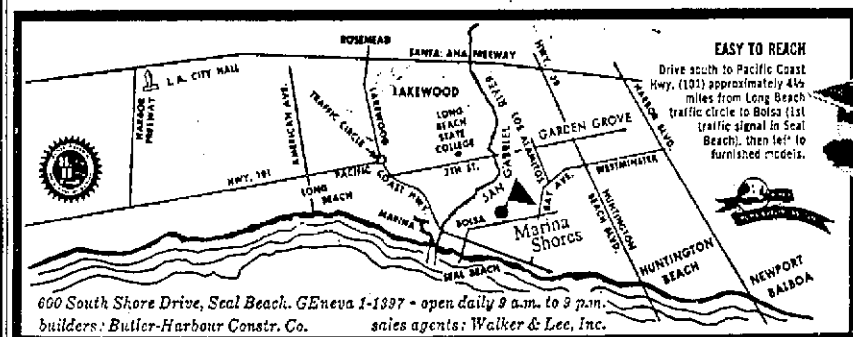 ROSEMEAD
SANTA ANA FREEWAY
HWY. 39
L.A. CITY HALL
HARBOR FREEWAY
AMERICAN AVE.
TRAFFIC CIRCLE
LAKEWOOD
LAKEWOOD
LONG
BEACH
STATE
COLLEGE
7TH ST.
SAN GABRIEL RIVER
LOS ALAMITOS
GARDEN GROVE
HARBOR BLVD.
HWY. 101
PACIFIC COAST HWY
LONG
BEACH
MARINA
BOLSA
BAY AVE.
WESTMINSTER
Marina
Shores
SEAL BEACH
HUNTINGTON
BEACH BLVD.
HUNTINGTON
BEACH
NEWPORT
BALBOA
EASY TO REACH
Drive south to Pacific Coast
Hwy. (101) approximately 4½
miles from Long Beach
traffic circle to Bolsa (1st
traffic signal in Seal
Beach), then left to
furnished models.
600 South Shore Drive, Seal Beach. GEneva 1-1397 - open daily 9 a.m. to 9 p.m.
builders: Butler-Harbour Constr. Co. sales agents: Walker & Lee, Inc.